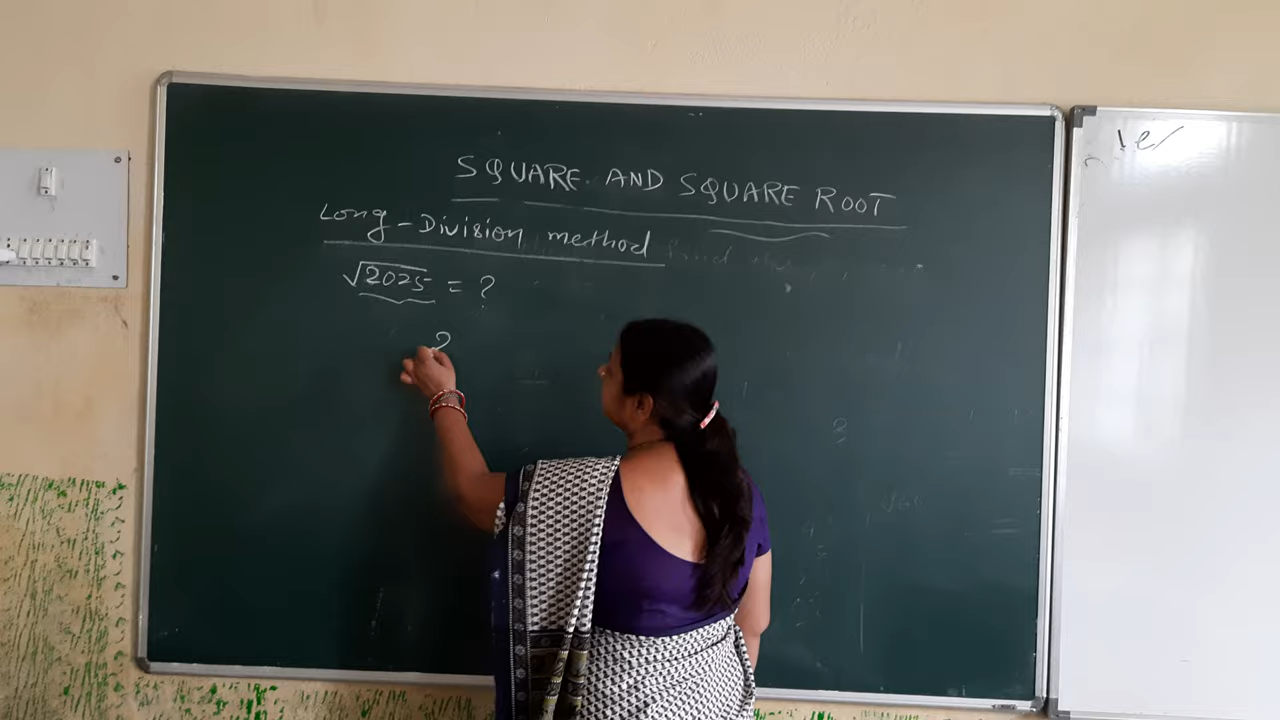 SQUARE AND SQUARE ROOT
Long-Division method
√2025 = ?
2